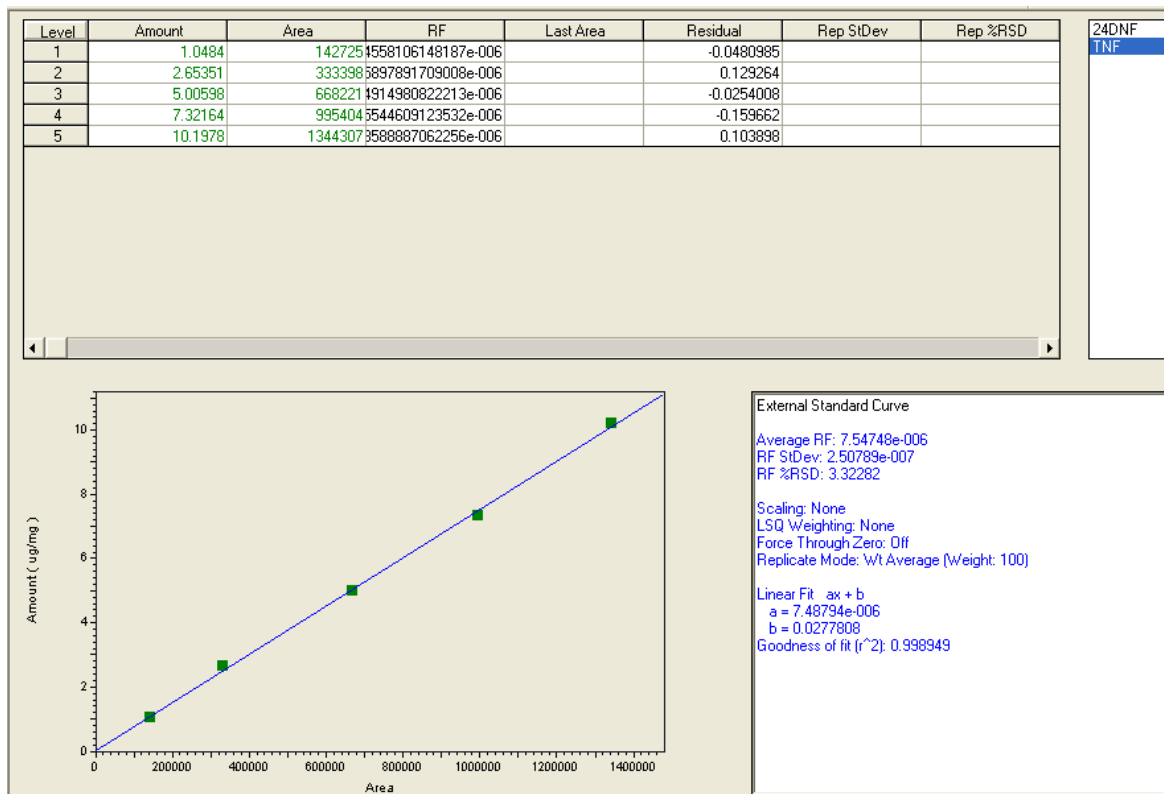 Level Amount Area RF Last Area Residual Rep StDev Rep %RSD
1 1.0484 142725 4558106148187e-006 -0.0480985
2 2.65351 333398 5897891709008e-006 0.129264
3 5.00598 668221 4914980822213e-006 -0.0254008
4 7.32164 995404 5544609123532e-006 -0.159662
5 10.1978 1344307 3588887062256e-006 0.103898
24DNF
TNF
Amount ( ug/mg )
10
8
6
4
2
0
0 200000 400000 600000 800000 1000000 1200000 1400000
Area
External Standard Curve
Average RF: 7.54748e-006
RF StDev: 2.50789e-007
RF %RSD: 3.32282
Scaling: None
LSQ Weighting: None
Force Through Zero: Off
Replicate Mode: Wt Average (Weight: 100)
Linear Fit ax + b
a = 7.48794e-006
b = 0.0277808
Goodness of fit (r^2): 0.998949